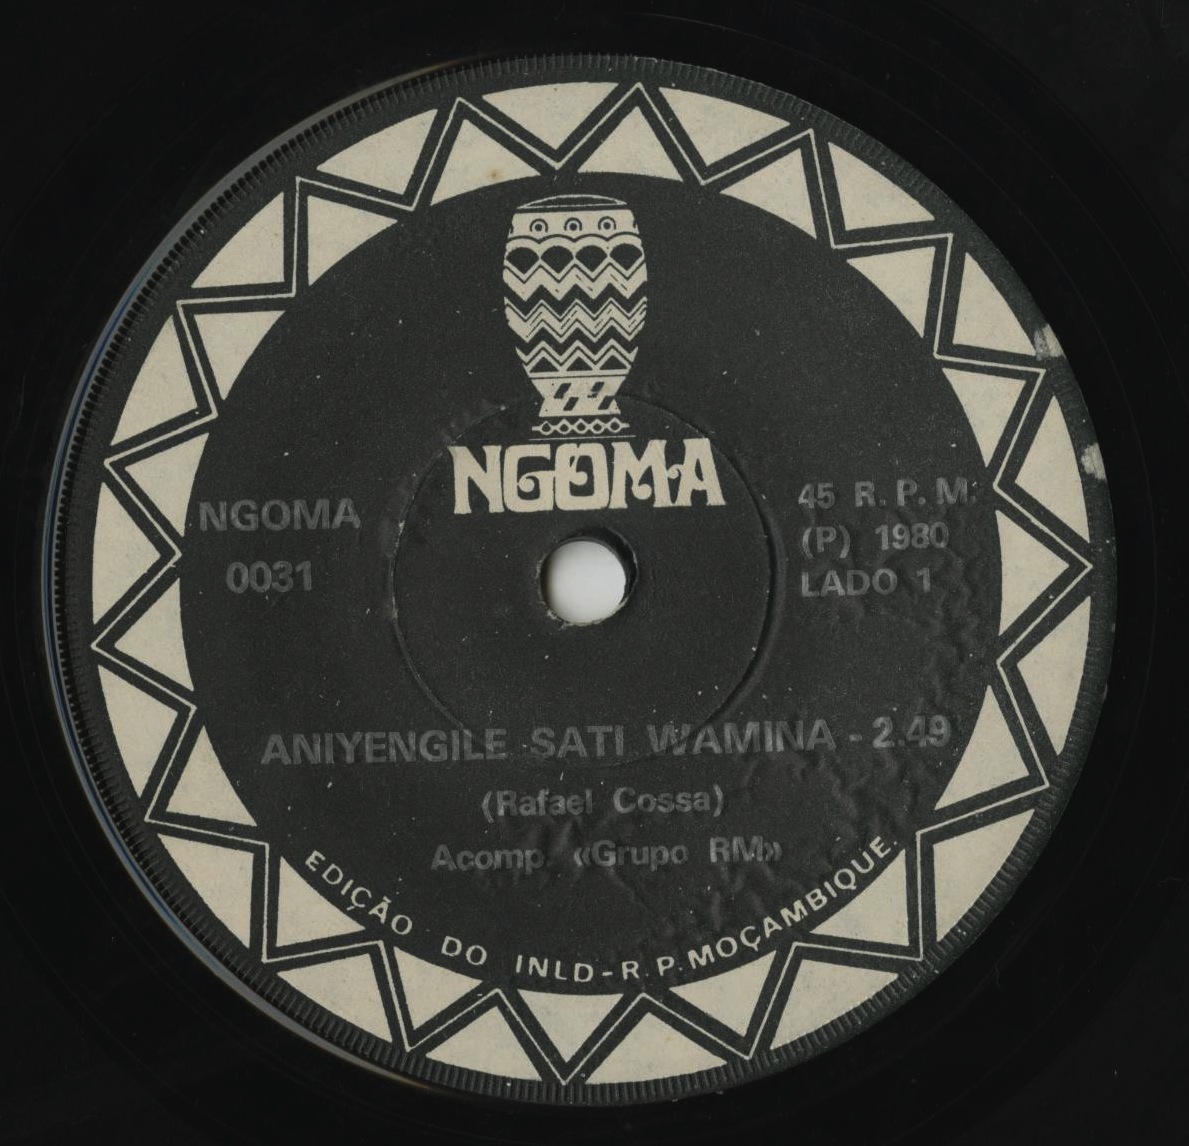 NGOMA
NGOMA
0031
45 R.P.M.
(P) 1980
LADO 1
ANIYENGILE SATI WAMINA - 2.49
(Rafael Cossa)
Acomp. «Grupo RM»
EDIÇÃO DO INLD-R.P.MOÇAMBIQUE.